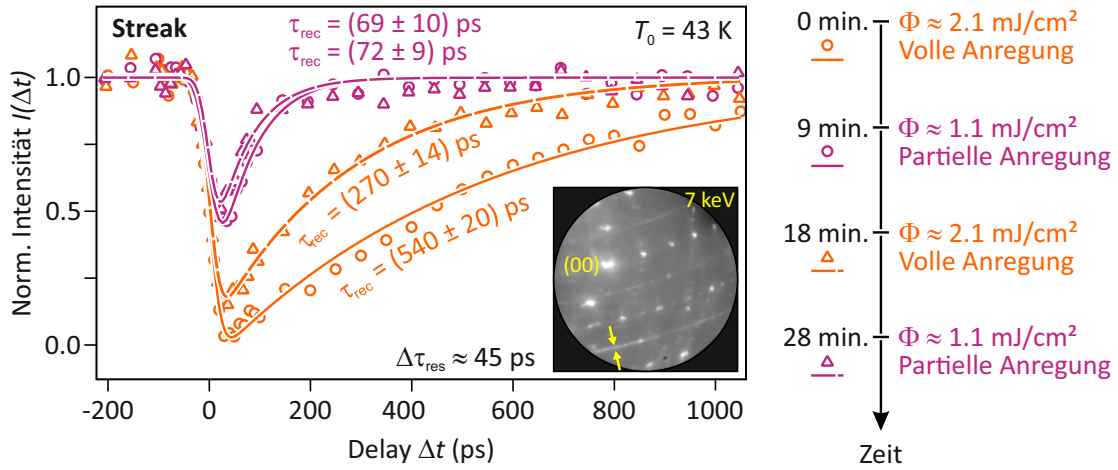 Streak
τrec = (69 ± 10) ps
τrec = (72 ± 9) ps
T0 = 43 K
Norm. Intensität I(Δt)
1.0
0.5
0.0
τrec = (270 ± 14) ps
τrec = (540 ± 20) ps
7 keV
(00)
Δτres ≈ 45 ps
-200 0 200 400 600 800 1000
Delay Δt (ps)
0 min. Φ ≈ 2.1 mJ/cm²
Volle Anregung
9 min. Φ ≈ 1.1 mJ/cm²
Partielle Anregung
18 min. Φ ≈ 2.1 mJ/cm²
Volle Anregung
28 min. Φ ≈ 1.1 mJ/cm²
Partielle Anregung
Zeit